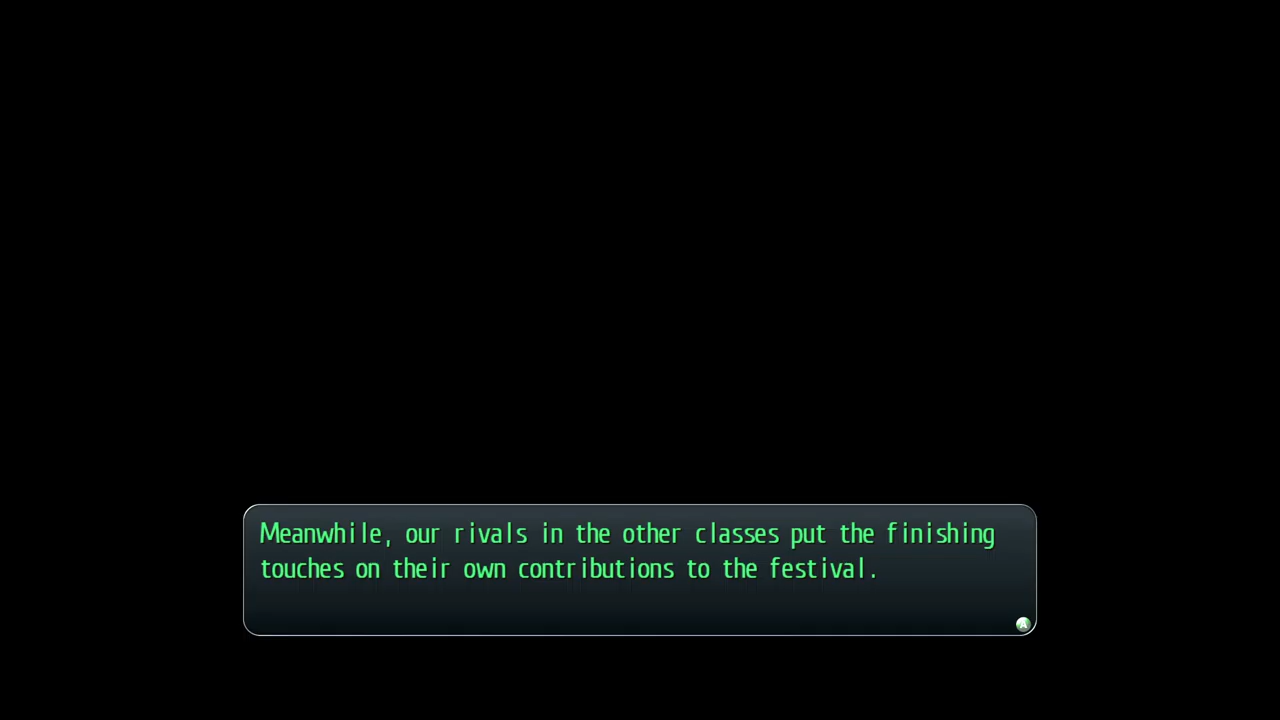 Meanwhile, our rivals in the other classes put the finishing
touches on their own contributions to the festival.
A